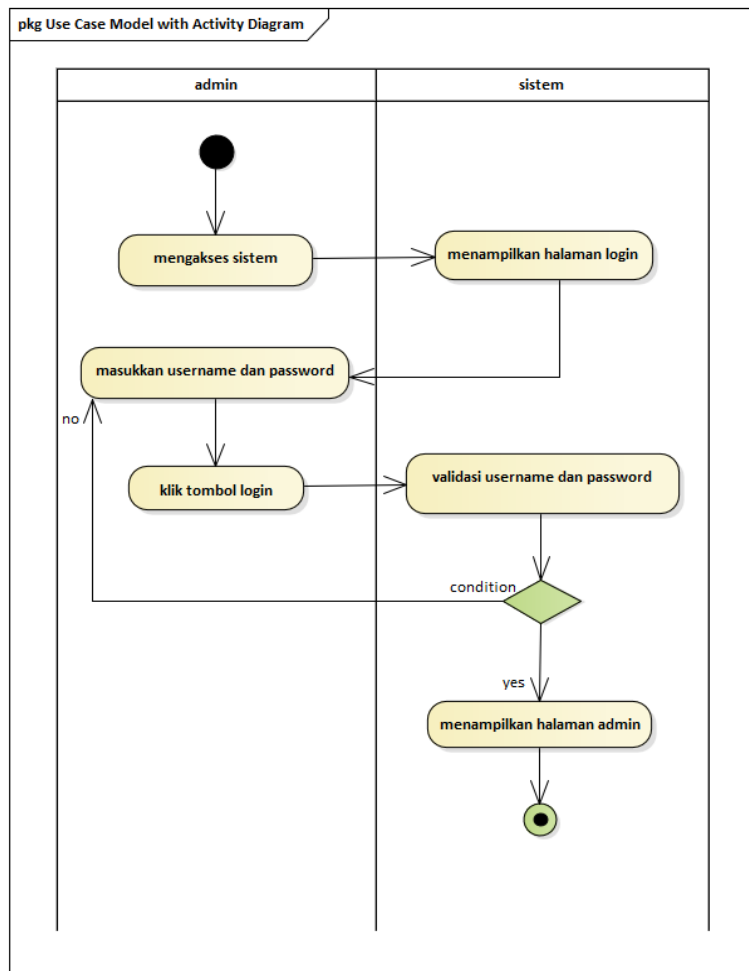 pkg Use Case Model with Activity Diagram
admin
sistem
mengakses sistem
menampilkan halaman login
masukkan username dan password
no
klik tombol login
validasi username dan password
condition
yes
menampilkan halaman admin